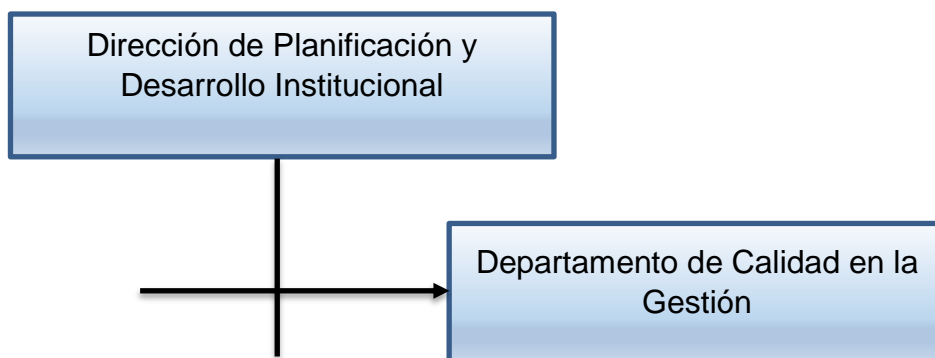 Dirección de Planificación y
Desarrollo Institucional
Departamento de Calidad en la
Gestión